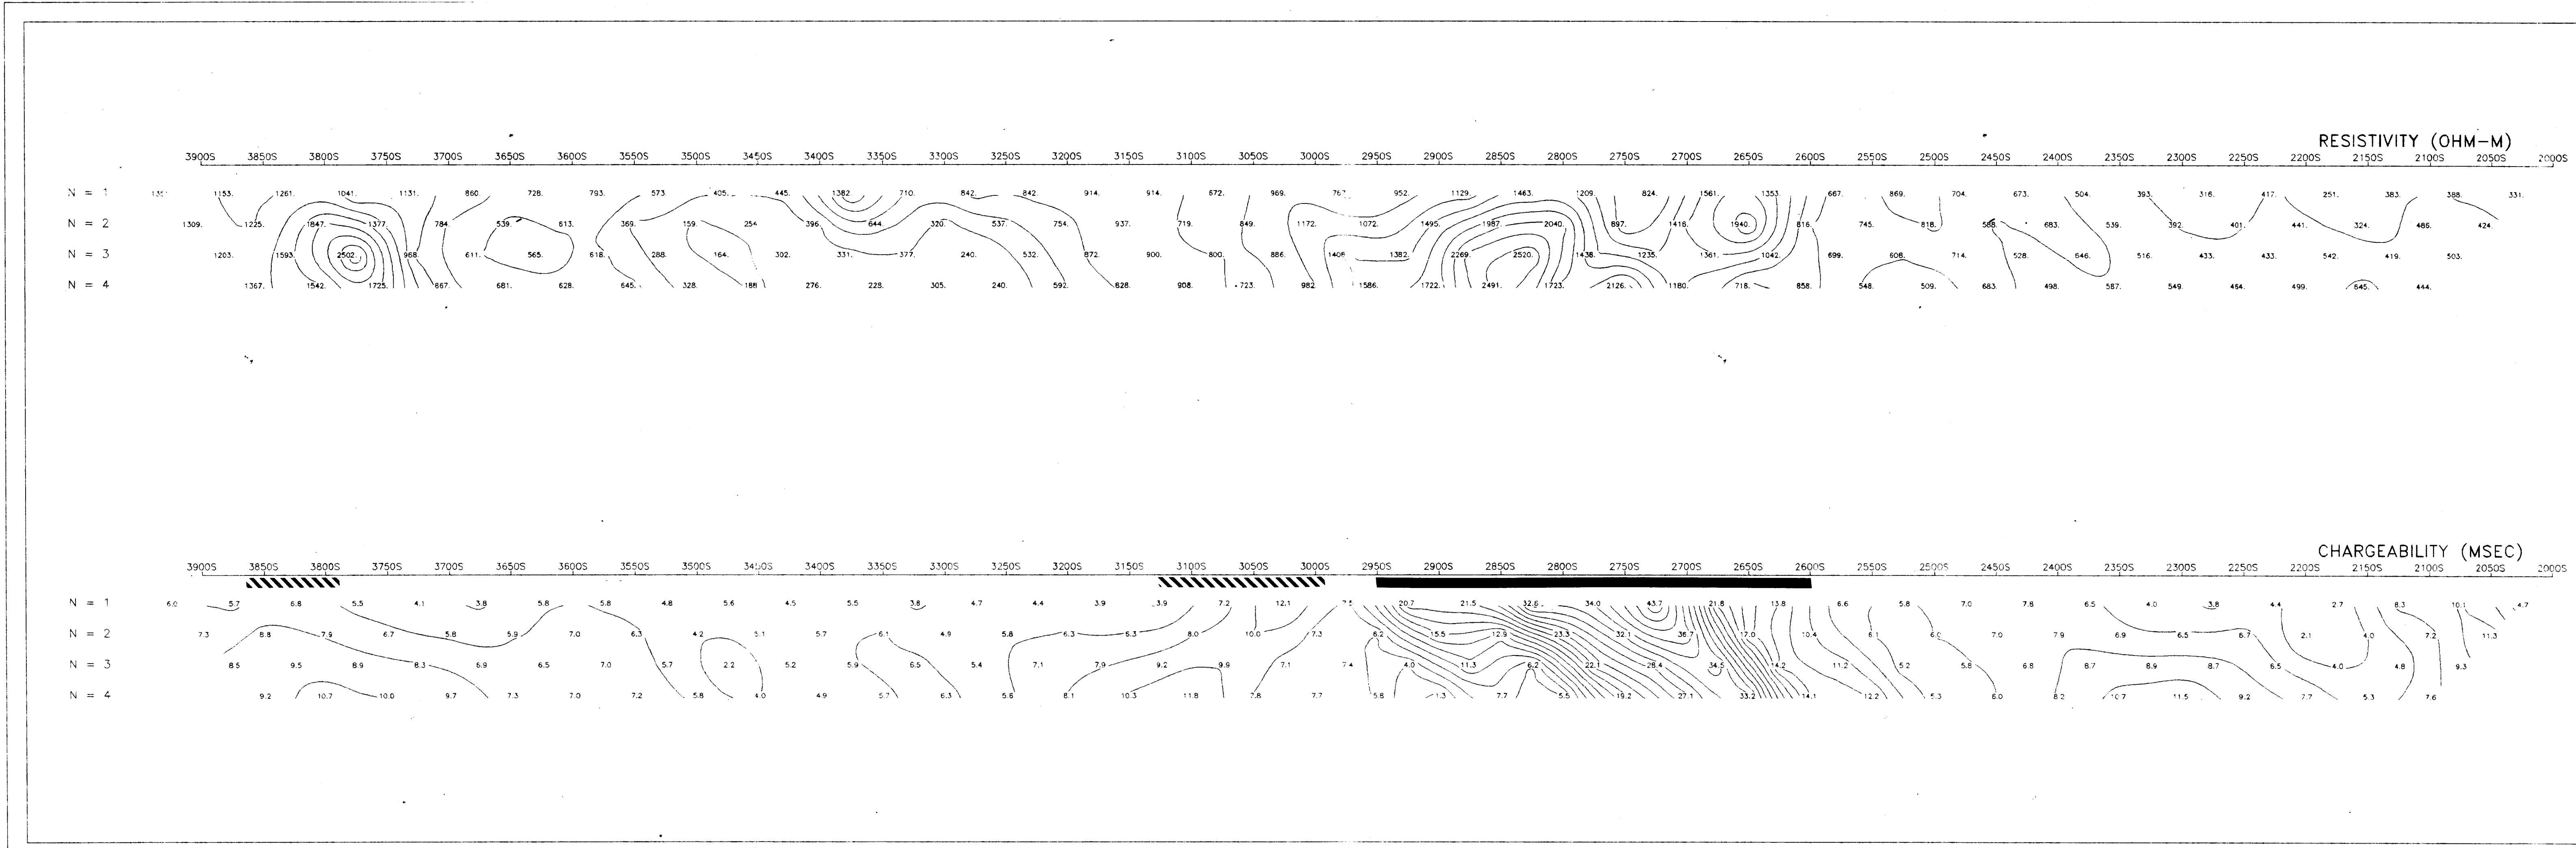 RESISTIVITY (OHM-M)
3900S 3850S 3800S 3750S 3700S 3650S 3600S 3550S 3500S 3450S 3400S 3350S 3300S 3250S 3200S 3150S 3100S 3050S 3000S 2950S 2900S 2850S 2800S 2750S 2700S 2650S 2600S 2550S 2500S 2450S 2400S 2350S 2300S 2250S 2200S 2150S 2100S 2050S 2000S
N = 1 1153. 1261. 1041. 1131. 860. 728. 793. 573. 405. 445. 1382. 710. 842. 842. 914. 914. 672. 969. 952. 1129. 1463. 1209. 824. 1561. 1353. 667. 869. 704. 673. 504. 393. 316. 417. 251. 383. 388. 331.
N = 2 1309. 1225. 1847. 1377. 784. 539. 613. 369. 159. 254 396. 644. 320. 537. 754. 937. 719. 849. 1172. 1072. 1495. 1987. 2040. 897. 1416. 1940. 816. 745. 818. 588. 683. 539. 392. 401. 441. 324. 486. 424.
N = 3 1203. 1593. 2502. 968. 611. 565. 618. 288. 164. 302. 331. 377. 240. 532. 872. 900. 800. 886. 1406 1382. 2269. 2520. 1438. 1235. 1361. 1042. 699. 606. 714. 528. 646. 516. 433. 433. 542. 419. 503.
N = 4 1367. 1542. 1725. 667. 681. 628. 645. 328. 188 276. 228. 305. 240. 592. 828. 908. 723. 982. 1586. 1722. 2491. 1723. 2126. 1180. 718. 858. 548. 509. 683. 498. 587. 549. 464. 499. 645. 444.
CHARGEABILITY (MSEC)
3900S 3850S 3800S 3750S 3700S 3650S 3600S 3550S 3500S 3450S 3400S 3350S 3300S 3250S 3200S 3150S 3100S 3050S 3000S 2950S 2900S 2850S 2800S 2750S 2700S 2650S 2600S 2550S 2500S 2450S 2400S 2350S 2300S 2250S 2200S 2150S 2100S 2050S 2000S
N = 1 6.0 5.7 6.8 5.5 4.1 3.8 5.8 5.8 4.8 5.6 4.5 5.5 3.8 4.7 4.4 3.9 3.9 7.2 12.1 20.7 21.5 32.6 34.0 43.7 21.8 13.8 6.6 5.8 7.0 7.8 6.5 4.0 3.8 4.4 2.7 8.3 10.1 4.7
N = 2 7.3 8.8 7.9 6.7 5.8 5.9 7.0 6.3 4.2 5.1 5.7 6.1 4.9 5.8 6.3 6.3 8.0 10.0 7.3 6.2 15.5 12.9 23.3 32.1 36.7 17.0 10.4 6.1 6.0 7.0 7.9 6.9 6.5 6.7 2.1 4.0 7.2 11.3
N = 3 8.5 9.5 8.9 8.3 6.9 6.5 7.0 5.7 2.2 5.2 5.9 6.5 5.4 7.1 7.9 9.2 9.9 7.1 7.4 4.0 11.3 6.2 22.1 28.4 34.5 14.2 11.2 5.2 5.8 6.8 8.7 8.9 8.7 6.5 4.0 4.8 9.3
N = 4 9.2 10.7 10.0 9.7 7.3 7.0 7.2 5.8 4.0 4.9 5.7 6.3 5.6 8.1 10.3 11.8 7.8 7.7 5.8 1.3 7.7 5.5 19.2 27.1 33.2 14.1 12.2 5.3 6.0 8.2 10.7 11.5 9.2 7.7 5.3 7.6